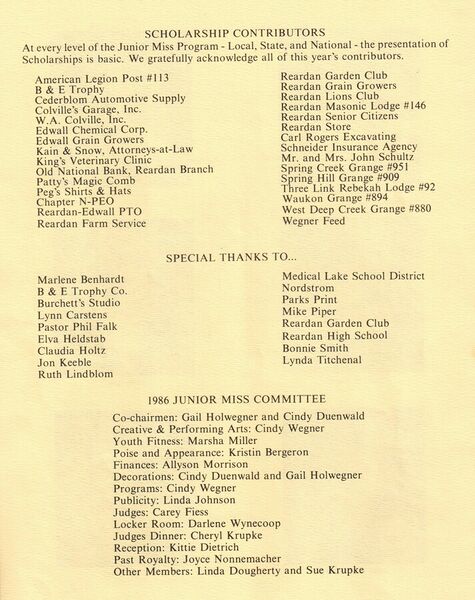 SCHOLARSHIP CONTRIBUTORS
At every level of the Junior Miss Program - Local, State, and National - the presentation of
Scholarships is basic. We gratefully acknowledge all of this year's contributors.
American Legion Post #113
B & E Trophy
Cederblom Automotive Supply
Colville's Garage, Inc.
W.A. Colville, Inc.
Edwall Chemical Corp.
Edwall Grain Growers
Kain & Snow, Attorneys-at-Law
King's Veterinary Clinic
Old National Bank, Reardan Branch
Patty's Magic Comb
Peg's Shirts & Hats
Chapter N-PEO
Reardan-Edwall PTO
Reardan Farm Service
Reardan Garden Club
Reardan Grain Growers
Reardan Lions Club
Reardan Masonic Lodge #146
Reardan Senior Citizens
Reardan Store
Carl Rogers Excavating
Schneider Insurance Agency
Mr. and Mrs. John Schultz
Spring Creek Grange #951
Spring Hill Grange #909
Three Link Rebekah Lodge #92
Waukon Grange #894
West Deep Creek Grange #880
Wegner Feed
SPECIAL THANKS TO...
Marlene Benhardt
B & E Trophy Co.
Burchett's Studio
Lynn Carstens
Pastor Phil Falk
Elva Heldstab
Claudia Holtz
Jon Keeble
Ruth Lindblom
Medical Lake School District
Nordstrom
Parks Print
Mike Piper
Reardan Garden Club
Reardan High School
Bonnie Smith
Lynda Titchenal
1986 JUNIOR MISS COMMITTEE
Co-chairmen: Gail Holwegner and Cindy Duenwald
Creative & Performing Arts: Cindy Wegner
Youth Fitness: Marsha Miller
Poise and Appearance: Kristin Bergeron
Finances: Allyson Morrison
Decorations: Cindy Duenwald and Gail Holwegner
Programs: Cindy Wegner
Publicity: Linda Johnson
Judges: Carey Fiess
Locker Room: Darlene Wynecoop
Judges Dinner: Cheryl Krupke
Reception: Kittie Dietrich
Past Royalty: Joyce Nonnemacher
Other Members: Linda Dougherty and Sue Krupke